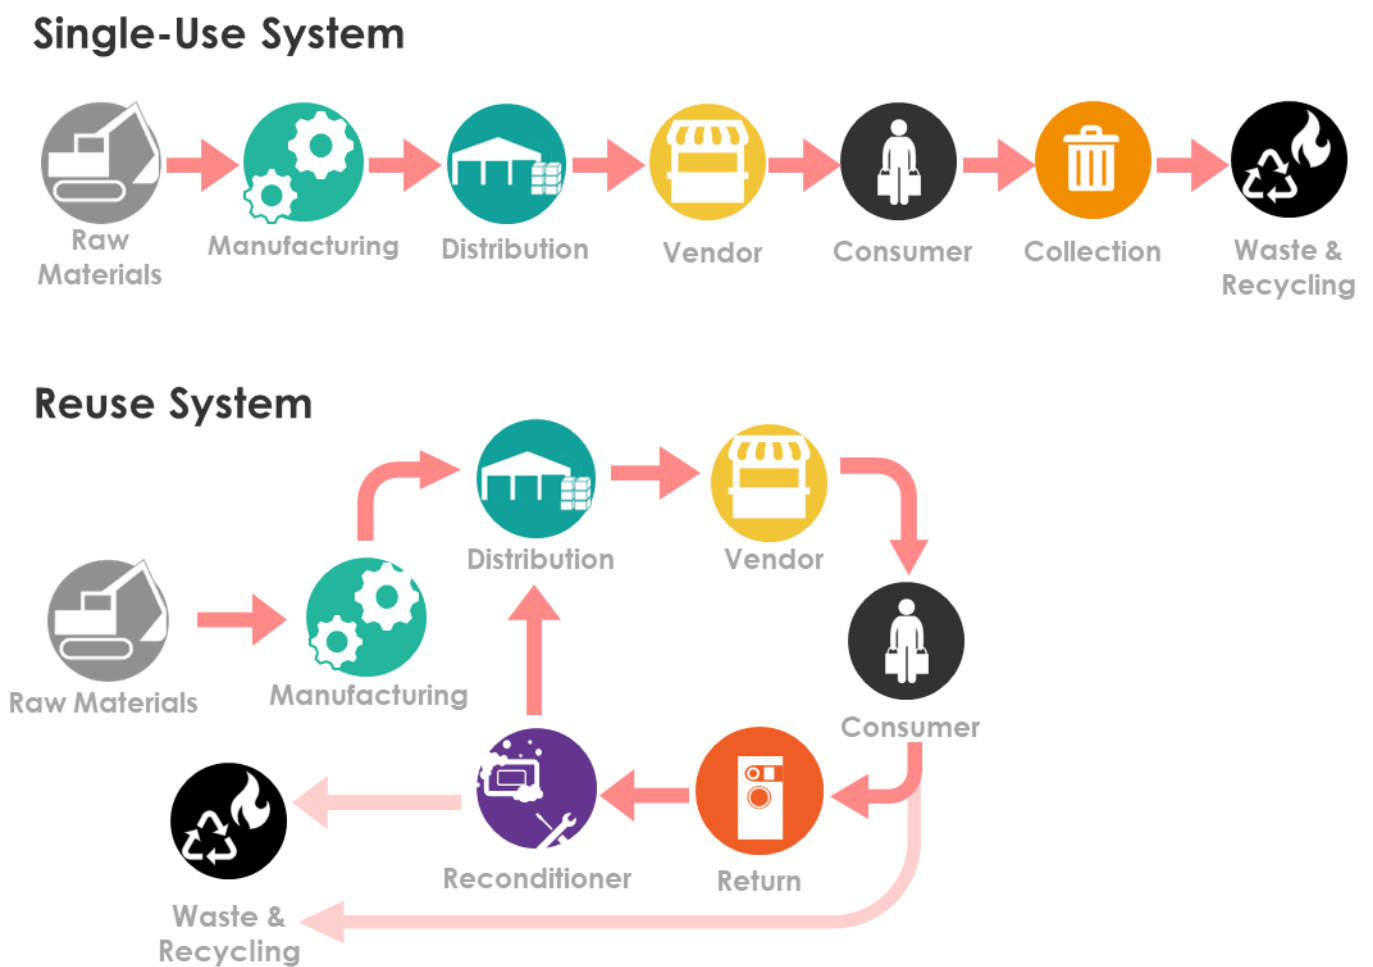 Single-Use System
Raw
Materials
Manufacturing
Distribution
Vendor
Consumer
Collection
Waste &
Recycling
Reuse System
Distribution
Vendor
Raw Materials
Manufacturing
Consumer
Reconditioner
Return
Waste &
Recycling